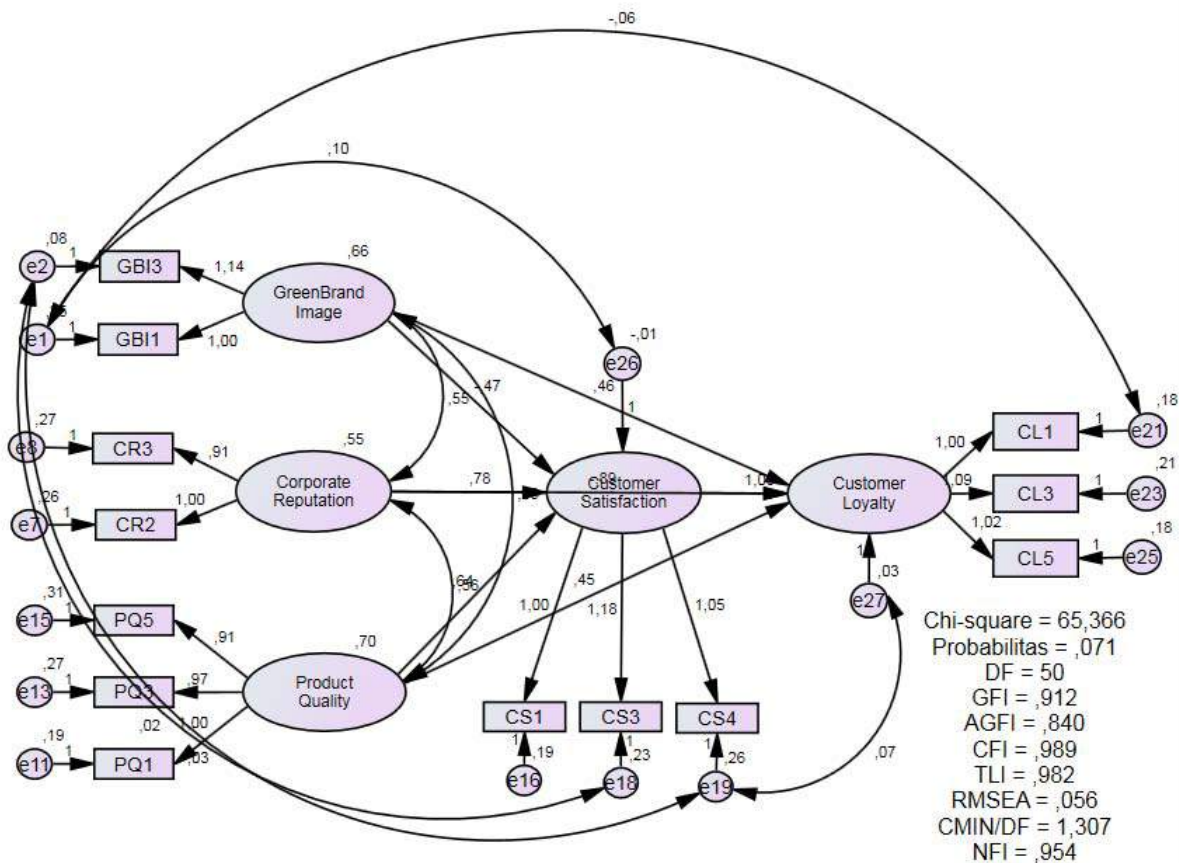 -,06
,10
,08
e2
1
GBI3
1,14
,66
GreenBrand
Image
e1
1
GBI1
1,00
-,01
e26
1
-,47
,55
,46
,27
e8
1
CR3
,91
,55
Corporate
Reputation
,78
,26
e7
1
CR2
1,00
Customer
Satisfaction
,89
Customer
Loyalty
1,00
CL1
1
e21
,18
,09
CL3
1
e23
,21
1,02
CL5
1
e25
,18
1
,03
e27
,64
,31
e15
1
PQ5
,91
,70
Product
Quality
,27
e13
1
PQ3
,97
,19
e11
1
PQ1
,02
1,00
,03
,45
1,00
1,18
1,05
CS1
CS3
CS4
1
,19
e16
1
,23
e18
1
,26
e19
,07
Chi-square = 65,366
Probabilitas = ,071
DF = 50
GFI = ,912
AGFI = ,840
CFI = ,989
TLI = ,982
RMSEA = ,056
CMIN/DF = 1,307
NFI = ,954